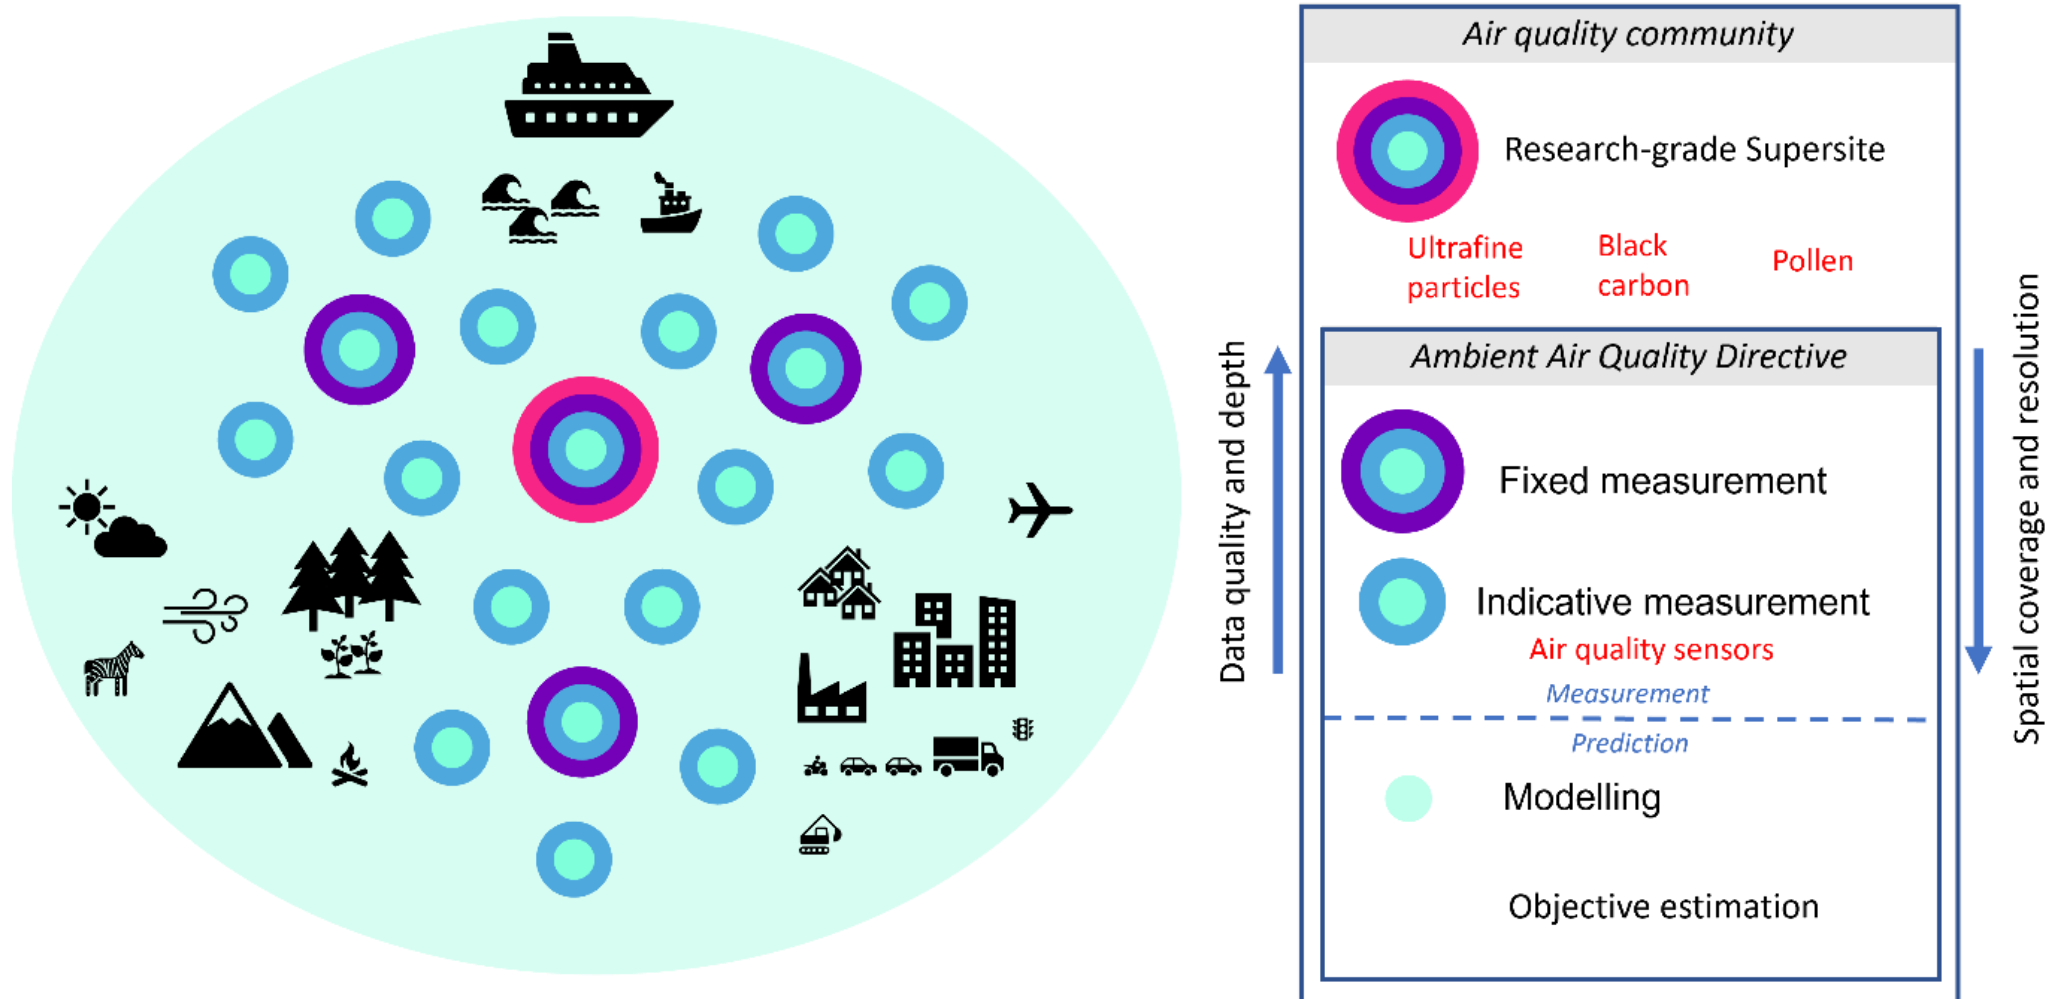 Air quality community
Research-grade Supersite
Ultrafine
particles
Black
carbon
Pollen
Ambient Air Quality Directive
Fixed measurement
Indicative measurement
Air quality sensors
Measurement
Prediction
Modelling
Objective estimation
Data quality and depth
Spatial coverage and resolution